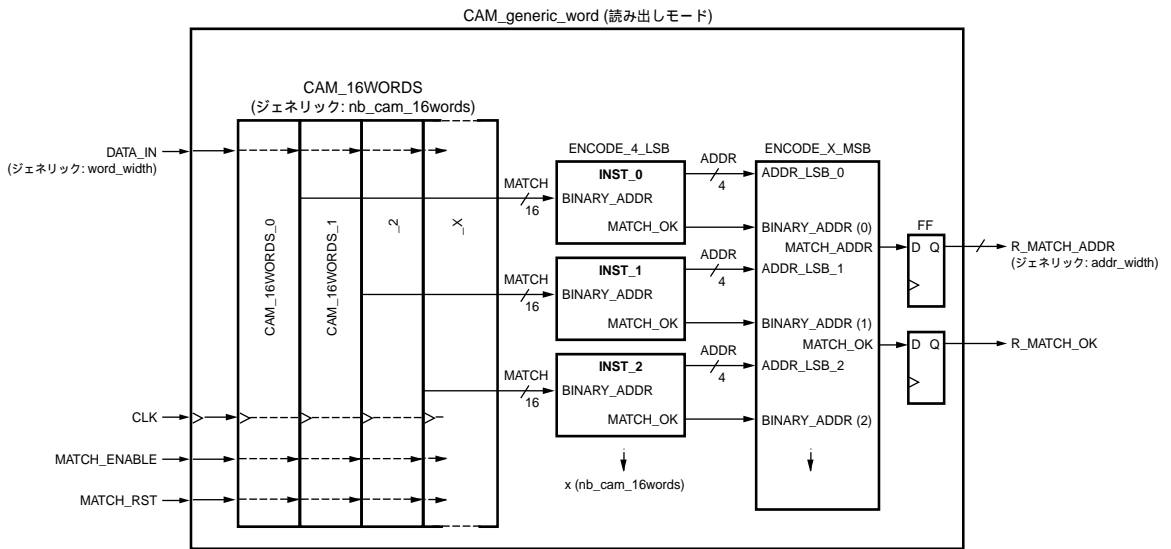 CAM_generic_word (読み出しモード)
CAM_16WORDS
(ジェネリック: nb_cam_16words)
DATA_IN
(ジェネリック: word_width)
CAM_16WORDS_0
CAM_16WORDS_1
_2
_X
CLK
MATCH_ENABLE
MATCH_RST
MATCH
16
MATCH
16
MATCH
16
ENCODE_4_LSB
INST_0
BINARY_ADDR
MATCH_OK
INST_1
BINARY_ADDR
MATCH_OK
INST_2
BINARY_ADDR
MATCH_OK
x (nb_cam_16words)
ADDR
4
ADDR
4
ADDR
4
ENCODE_X_MSB
ADDR_LSB_0
BINARY_ADDR (0)
MATCH_ADDR
ADDR_LSB_1
BINARY_ADDR (1)
MATCH_OK
ADDR_LSB_2
BINARY_ADDR (2)
FF
D Q
D Q
R_MATCH_ADDR
(ジェネリック: addr_width)
R_MATCH_OK